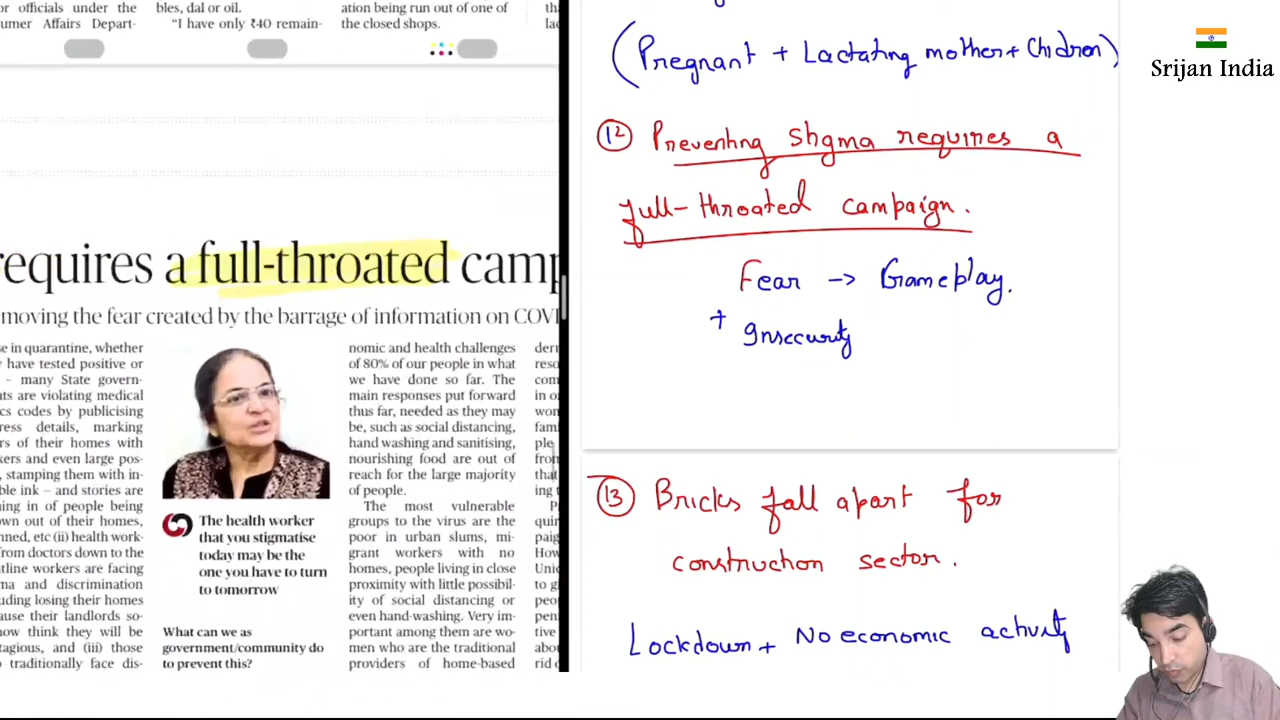 or officials under the
umer Affairs Depart-
bles, dal or oil.
"I have only ₹40 remain-
ation being run out of one of
the closed shops.
requires a full-throated camp
moving the fear created by the barrage of information on COVI
se in quarantine, whether
have tested positive or
– many State govern-
ts are violating medical
cs codes by publicising
ress details, marking
rs of their homes with
kers and even large pos-
, stamping them with in-
ble ink – and stories are
ing in of people being
own out of their homes,
nned, etc (ii) health work-
from doctors down to the
tline workers are facing
ma and discrimination
uding losing their homes
ause their landlords so-
now think they will be
tagious, and (iii) those
traditionally face dis-
The health worker
that you stigmatise
today may be the
one you have to turn
to tomorrow
What can we as
government/community do
to prevent this?
nomic and health challenges
of 80% of our people in what
we have done so far. The
main responses put forward
thus far, needed as they may
be, such as social distancing,
hand washing and sanitising,
nourishing food are out of
reach for the large majority
of people.
The most vulnerable
groups to the virus are the
poor in urban slums, mi-
grant workers with no
homes, people living in close
proximity with little possibil-
ity of social distancing or
even hand-washing. Very im-
portant among them are wo-
men who are the traditional
providers of home-based
(Pregnant + Lactating mother + Chidren)
12 Preventing stigma requires a
full-throated campaign.
Fear -> Gameplay.
+ Insecurity
13 Bricks fall apart for
construction sector.
Lockdown + No economic activity
Srijan India